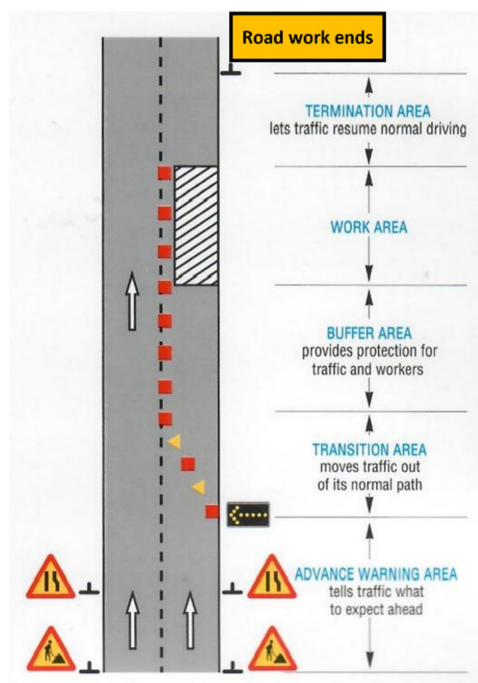 Road work ends
TERMINATION AREA
lets traffic resume normal driving
WORK AREA
BUFFER AREA
provides protection for
traffic and workers
TRANSITION AREA
moves traffic out
of its normal path
ADVANCE WARNING AREA
tells traffic what
to expect ahead